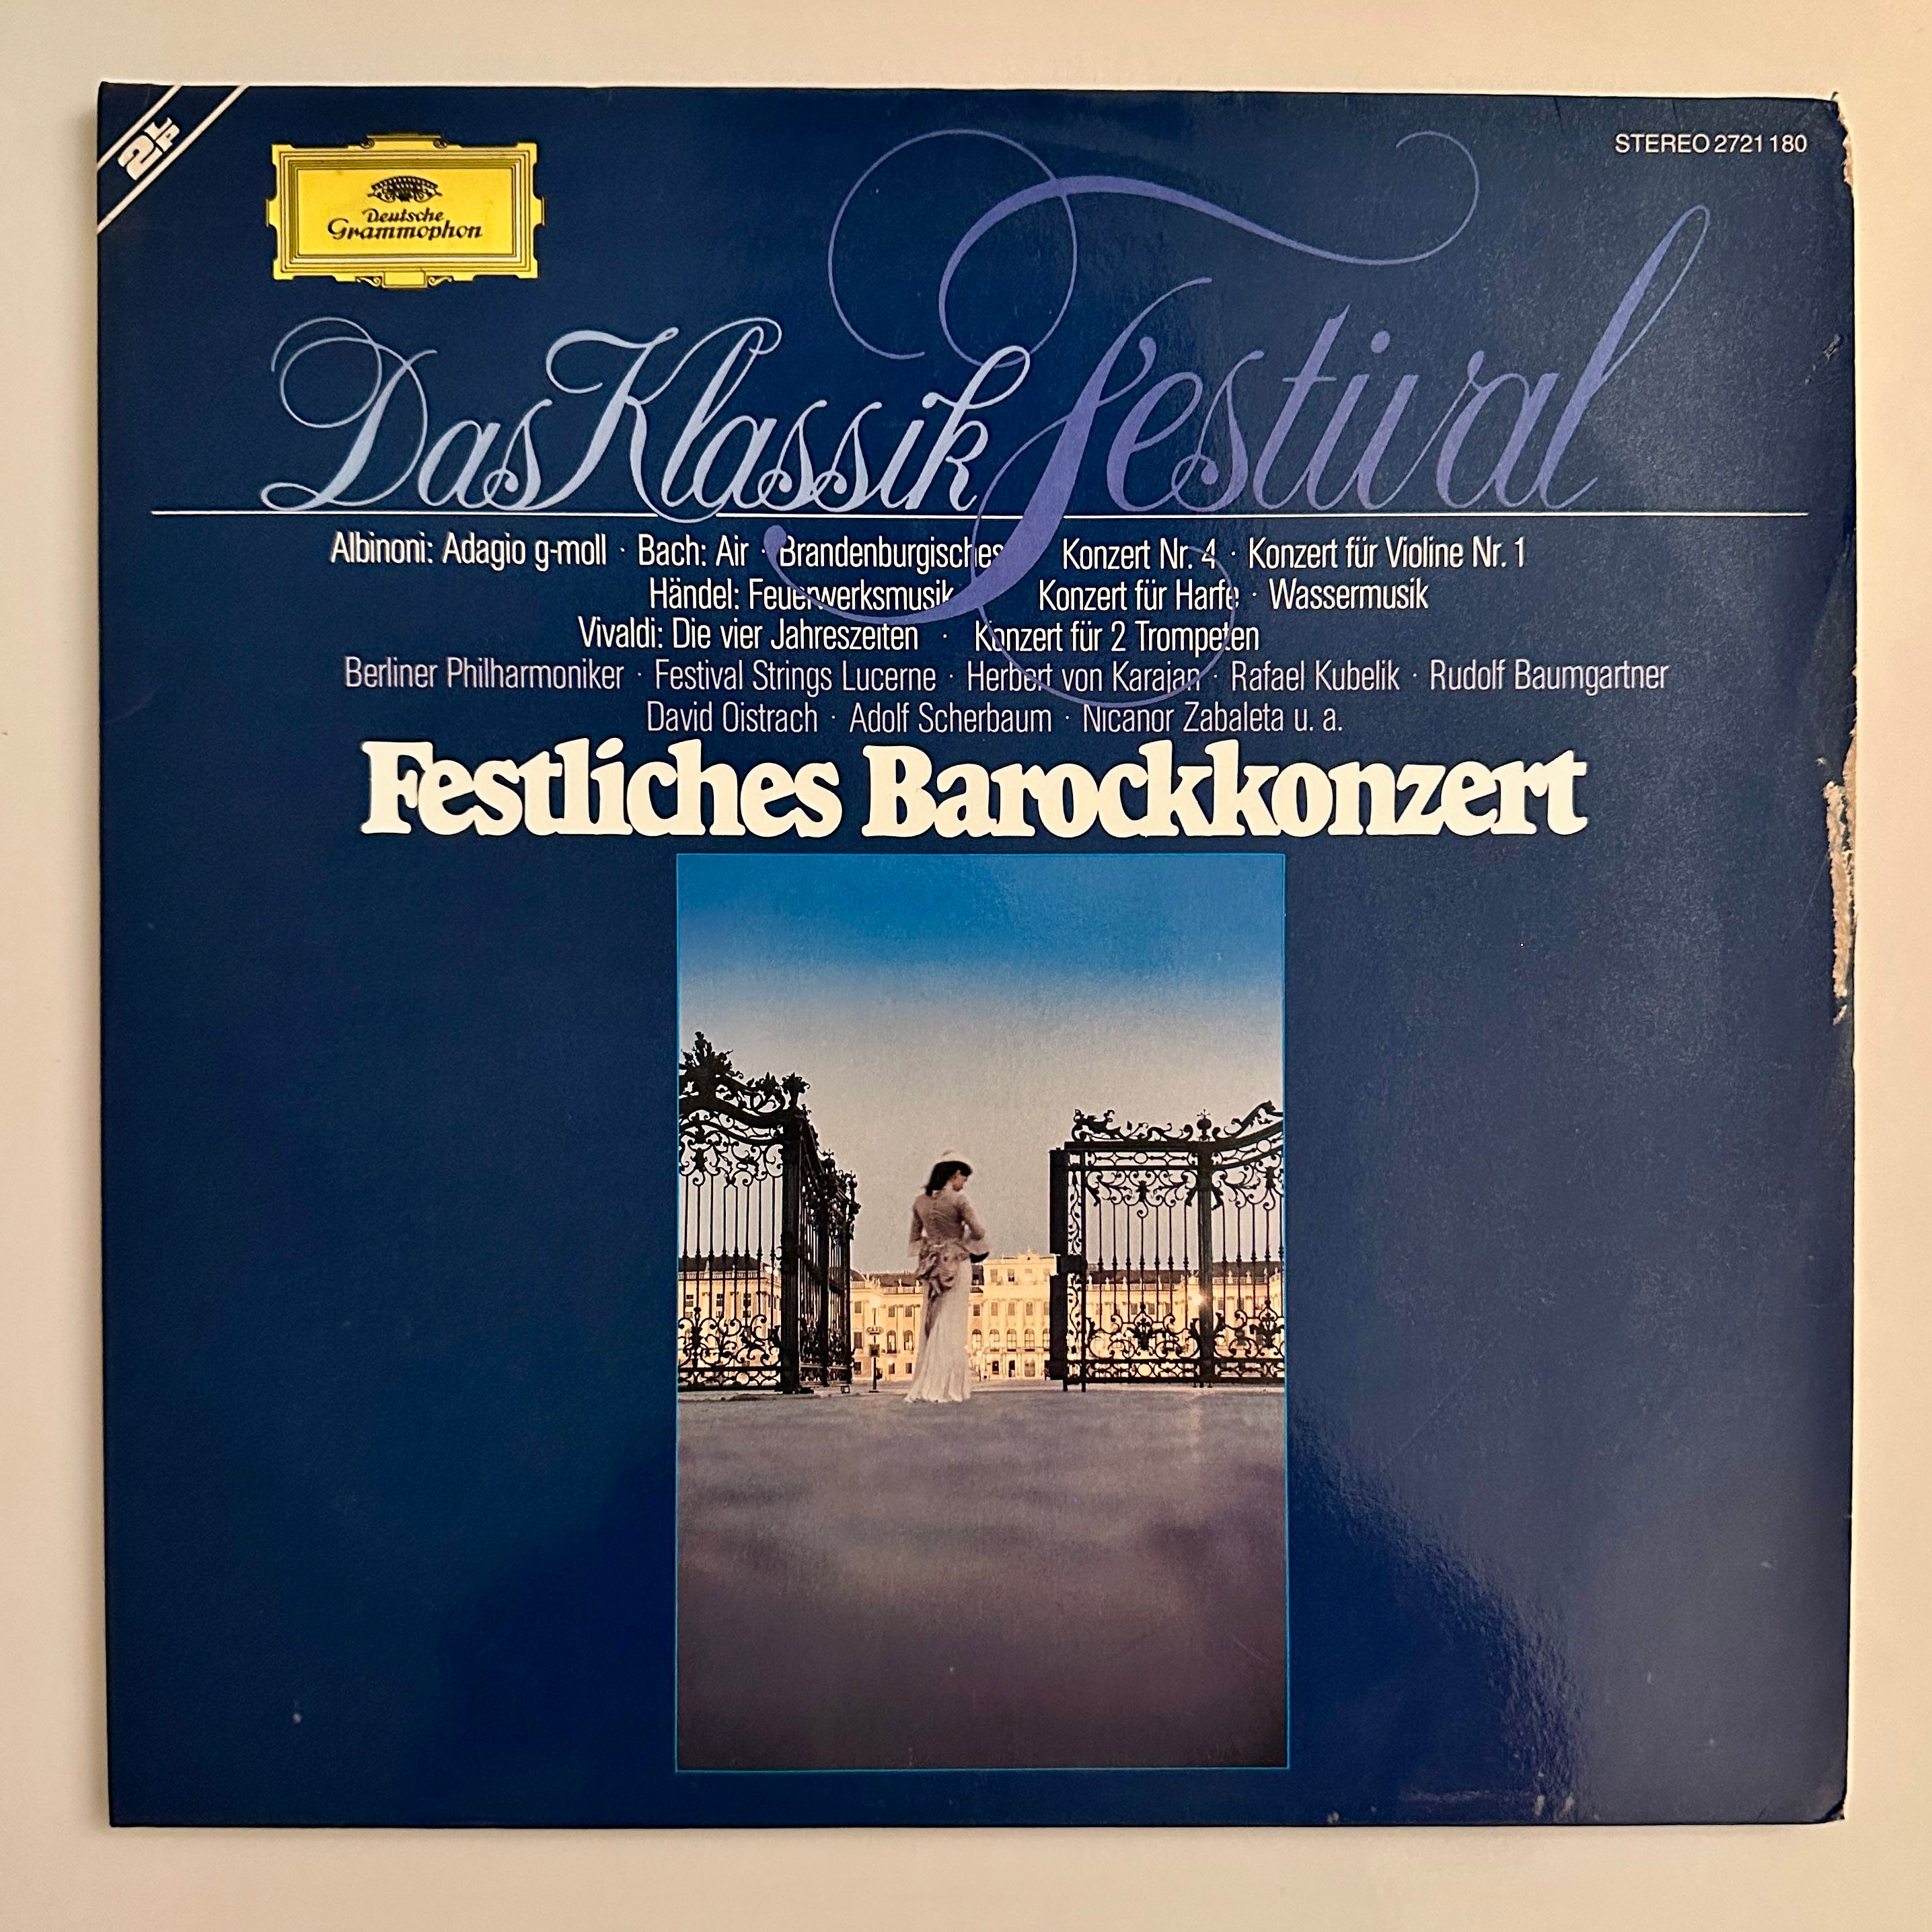 2LP
STEREO 2721 180
Deutsche
Grammophon
Das Klassik Festival
Albinoni: Adagio g-moll · Bach: Air · Brandenburgisches Konzert Nr. 4 · Konzert für Violine Nr. 1
Händel: Feuerwerksmusik Konzert für Harfe · Wassermusik
Vivaldi: Die vier Jahreszeiten · Konzert für 2 Trompeten
Berliner Philharmoniker · Festival Strings Lucerne · Herbert von Karajan · Rafael Kubelik · Rudolf Baumgartner
David Oistrach · Adolf Scherbaum · Nicanor Zabaleta u. a.
Festliches Barockkonzert